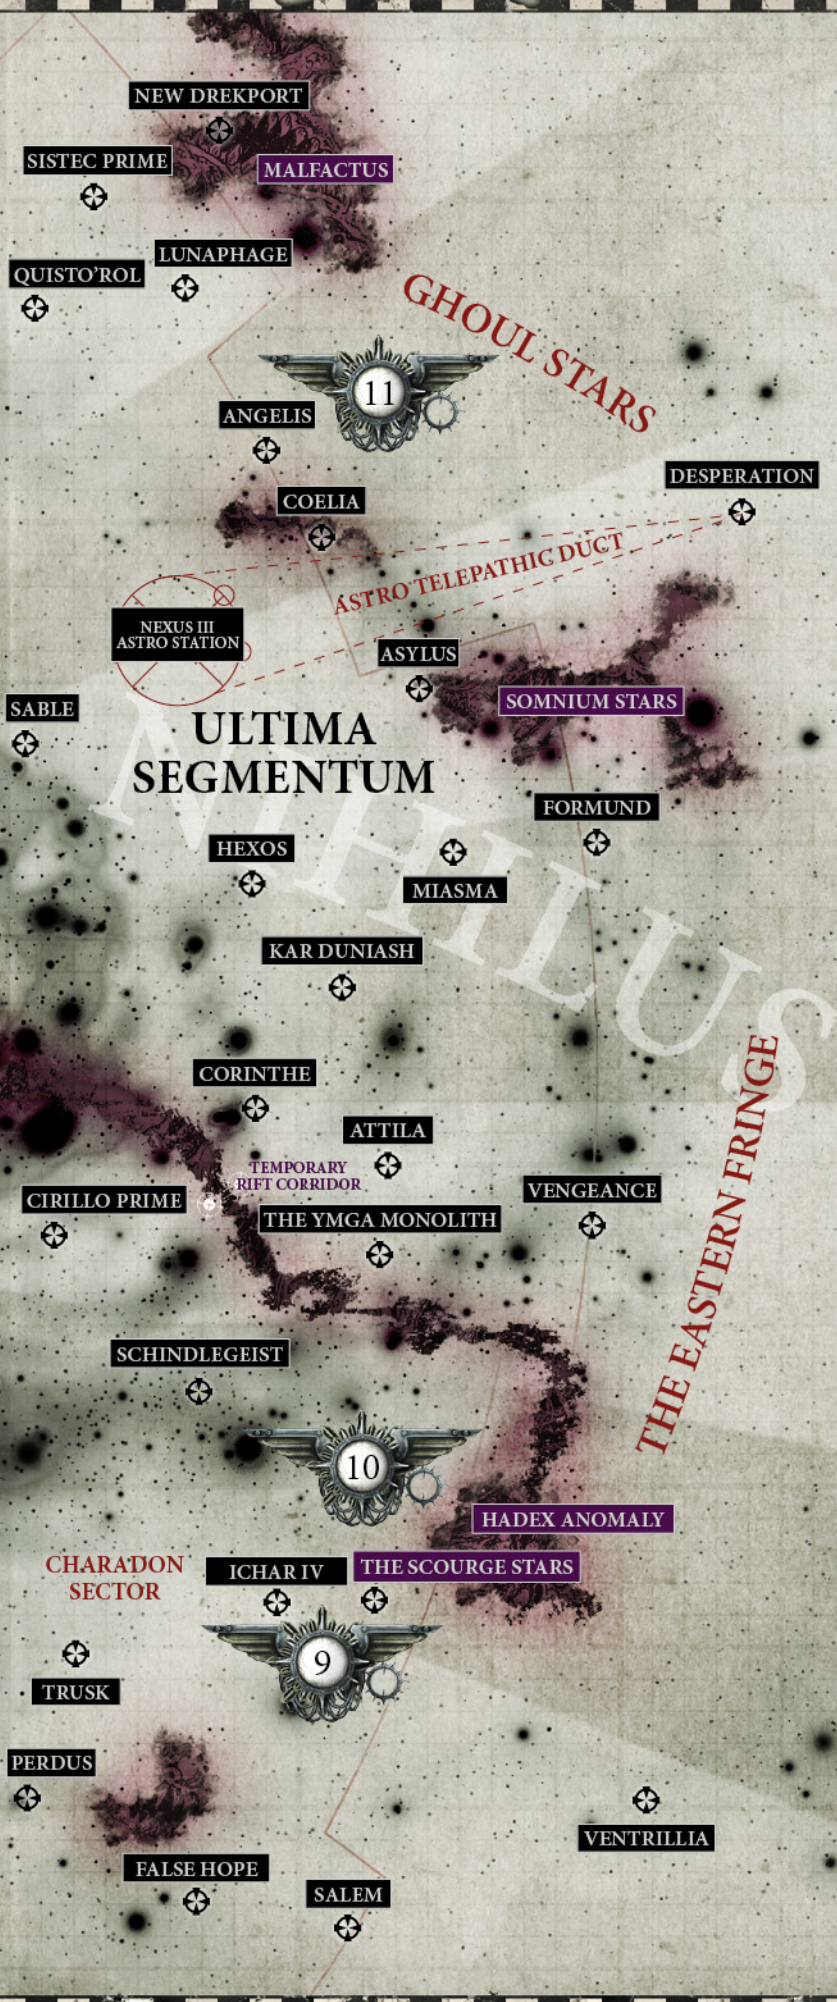 NEW DREKPORT
SISTEC PRIME
MALFACTUS
LUNAPHAGE
QUISTO'ROL
GHOUL STARS
11
ANGELIS
DESPERATION
COELIA
ASTRO TELEPATHIC DUCT
NEXUS III
ASTRO STATION
ASYLUS
SOMNIUM STARS
SABLE
ULTIMA
SEGMENTUM
NIHILUS
FORMUND
HEXOS
MIASMA
KAR DUNIASH
CORINTHE
THE EASTERN FRINGE
ATTILA
TEMPORARY
RIFT CORRIDOR
CIRILLO PRIME
VENGEANCE
THE YMGA MONOLITH
SCHINDLEGEIST
10
HADEX ANOMALY
CHARADON
SECTOR
ICHAR IV
THE SCOURGE STARS
9
TRUSK
PERDUS
VENTRILLIA
FALSE HOPE
SALEM